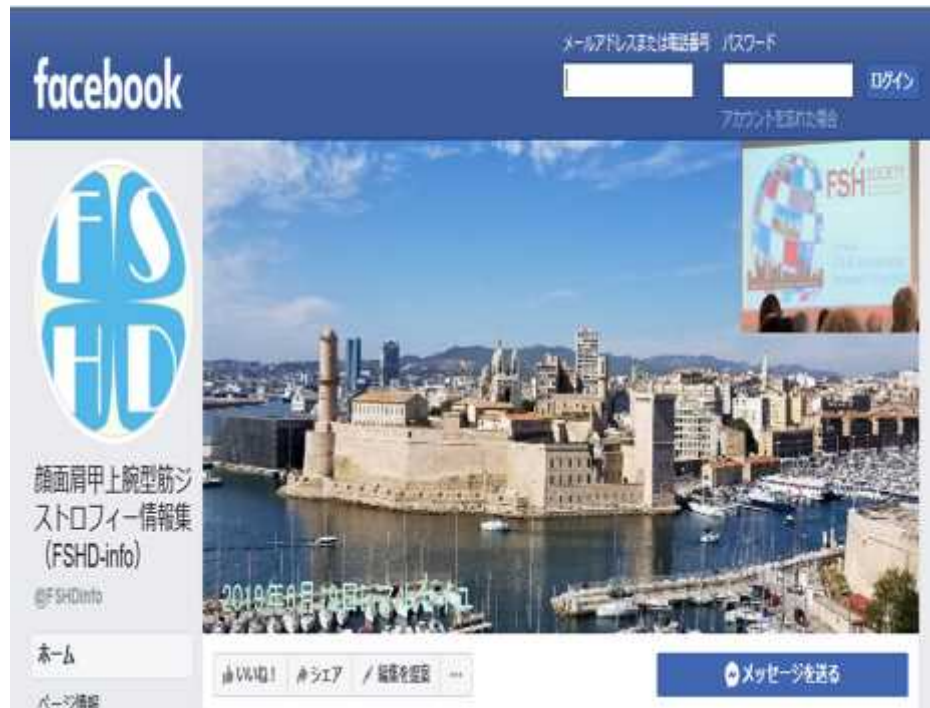 メールアドレスまたは電話番号 パスワード
facebook
ログイン
アカウントを忘れた場合
FSH SOCIETY
FS
HD
顔面肩甲上腕型筋ジ
ストロフィー情報集
(FSHD-info)
@FSHDinfo
ホーム
ページ情報
いいね! シェア 編集を提案 ...
メッセージを送る